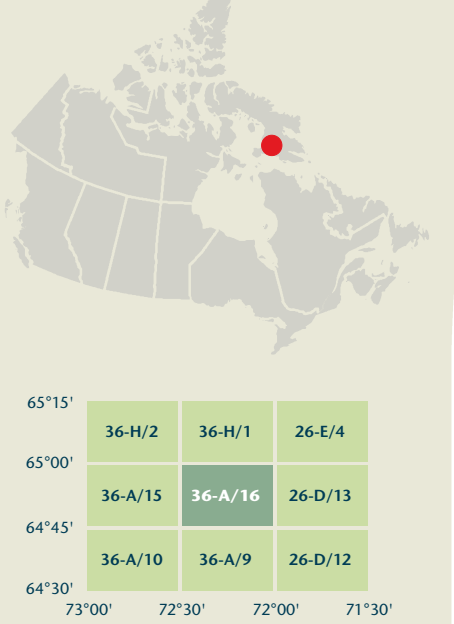 65°15'
36-H/2 36-H/1 26-E/4
65°00'
36-A/15 36-A/16 26-D/13
64°45'
36-A/10 36-A/9 26-D/12
64°30'
73°00' 72°30' 72°00' 71°30'